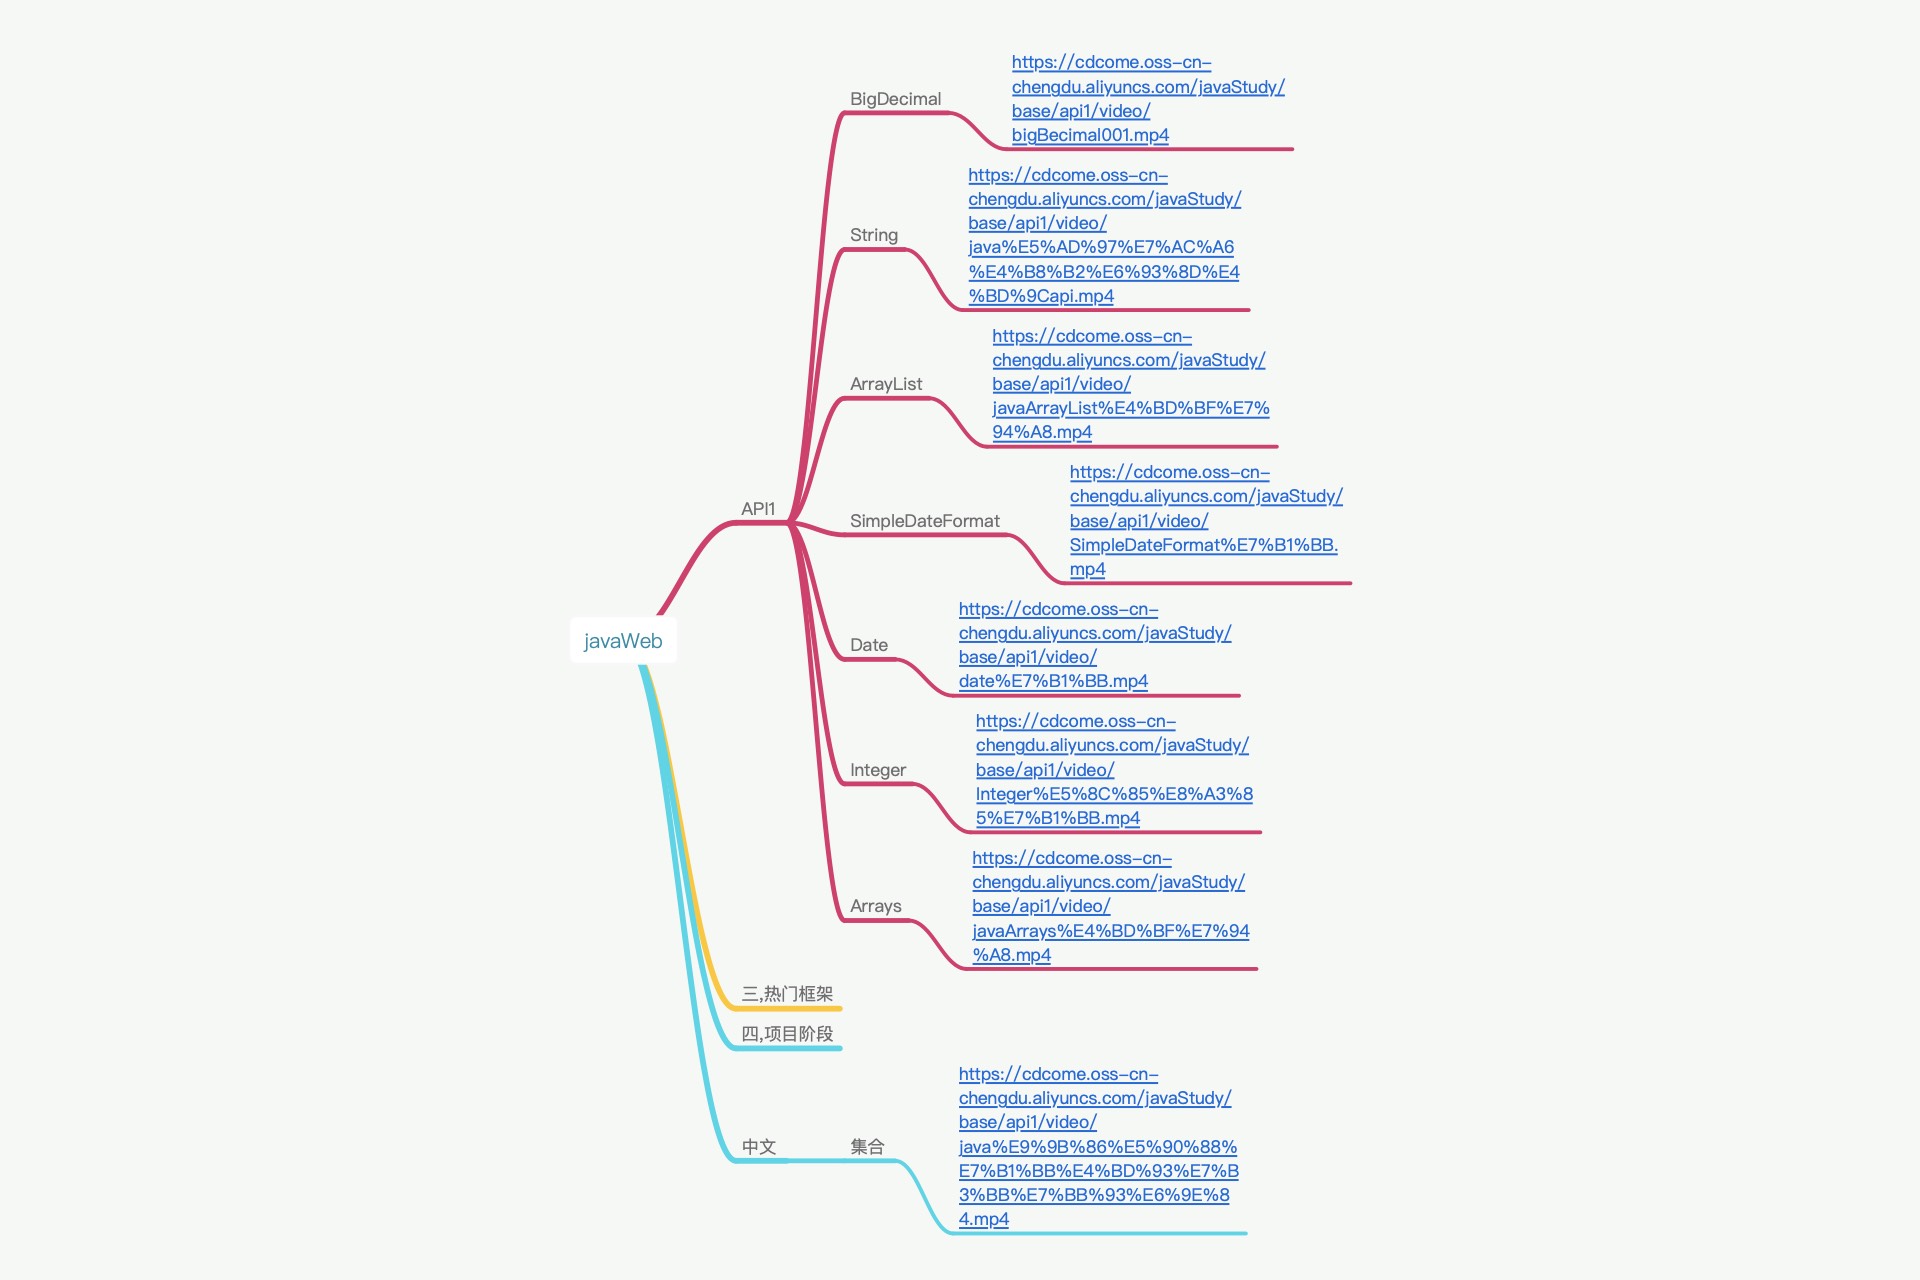 javaWeb
API1
BigDecimal
https://cdcome.oss-cn-
chengdu.aliyuncs.com/javaStudy/
base/api1/video/
bigBecimal001.mp4
String
https://cdcome.oss-cn-
chengdu.aliyuncs.com/javaStudy/
base/api1/video/
java%E5%AD%97%E7%AC%A6
%E4%B8%B2%E6%93%8D%E4
%BD%9Capi.mp4
ArrayList
https://cdcome.oss-cn-
chengdu.aliyuncs.com/javaStudy/
base/api1/video/
javaArrayList%E4%BD%BF%E7%
94%A8.mp4
SimpleDateFormat
https://cdcome.oss-cn-
chengdu.aliyuncs.com/javaStudy/
base/api1/video/
SimpleDateFormat%E7%B1%BB.
mp4
Date
https://cdcome.oss-cn-
chengdu.aliyuncs.com/javaStudy/
base/api1/video/
date%E7%B1%BB.mp4
Integer
https://cdcome.oss-cn-
chengdu.aliyuncs.com/javaStudy/
base/api1/video/
Integer%E5%8C%85%E8%A3%8
5%E7%B1%BB.mp4
Arrays
https://cdcome.oss-cn-
chengdu.aliyuncs.com/javaStudy/
base/api1/video/
javaArrays%E4%BD%BF%E7%94
%A8.mp4
三,热门框架
四,项目阶段
中文
集合
https://cdcome.oss-cn-
chengdu.aliyuncs.com/javaStudy/
base/api1/video/
java%E9%9B%86%E5%90%88%
E7%B1%BB%E4%BD%93%E7%B
3%BB%E7%BB%93%E6%9E%8
4.mp4